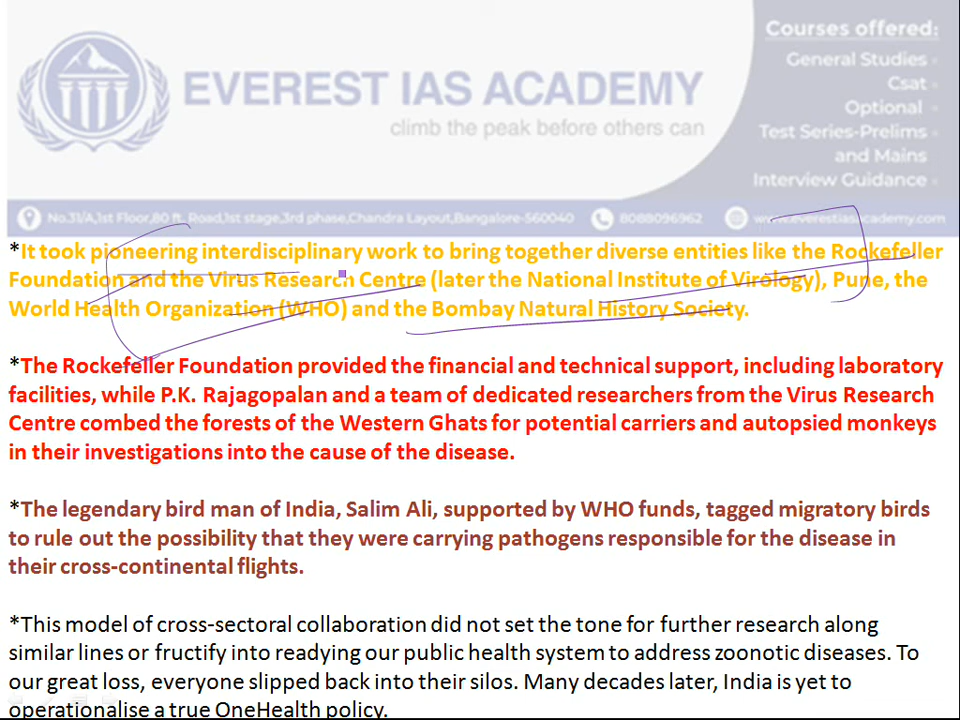 Courses offered:
EVEREST IAS ACADEMY
climb the peak before others can
General Studies
Csat
Optional
Test Series-Prelims
and Mains
Interview Guidance
No.31/A,1st Floor,80 ft. Road,1st stage,3rd phase,Chandra Layout,Bangalore-560040
8088096962
www.everestiasacademy.com
*It took pioneering interdisciplinary work to bring together diverse entities like the Rockefeller
Foundation and the Virus Research Centre (later the National Institute of Virology), Pune, the
World Health Organization (WHO) and the Bombay Natural History Society.
*The Rockefeller Foundation provided the financial and technical support, including laboratory
facilities, while P.K. Rajagopalan and a team of dedicated researchers from the Virus Research
Centre combed the forests of the Western Ghats for potential carriers and autopsied monkeys
in their investigations into the cause of the disease.
*The legendary bird man of India, Salim Ali, supported by WHO funds, tagged migratory birds
to rule out the possibility that they were carrying pathogens responsible for the disease in
their cross-continental flights.
*This model of cross-sectoral collaboration did not set the tone for further research along
similar lines or fructify into readying our public health system to address zoonotic diseases. To
our great loss, everyone slipped back into their silos. Many decades later, India is yet to
operationalise a true OneHealth policy.